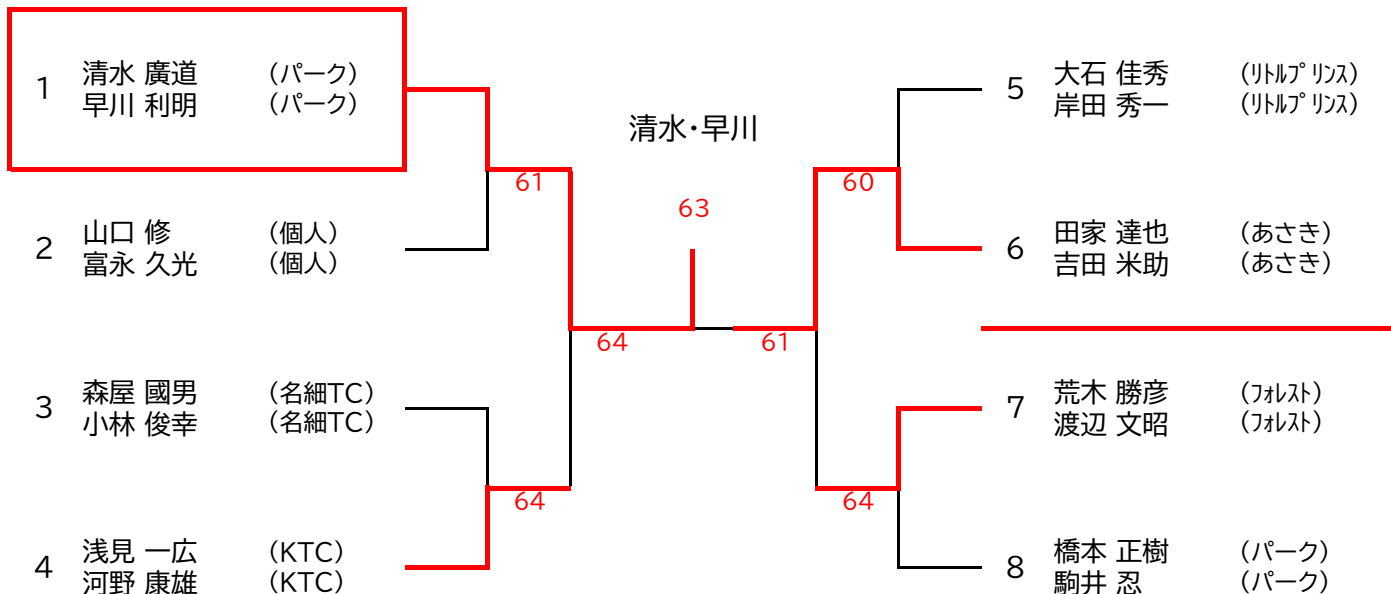 1 清水 廣道 (パーク)
早川 利明 (パーク)
2 山口 修 (個人)
富永 久光 (個人)
3 森屋 國男 (名細TC)
小林 俊幸 (名細TC)
4 浅見 一広 (KTC)
河野 康雄 (KTC)
61
64
64
清水・早川
63
60
61
64
5 大石 佳秀 (ﾘﾄﾙﾌﾟﾘﾝｽ)
岸田 秀一 (ﾘﾄﾙﾌﾟﾘﾝｽ)
6 田家 達也 (あさき)
吉田 米助 (あさき)
7 荒木 勝彦 (ﾌｫﾚｽﾄ)
渡辺 文昭 (ﾌｫﾚｽﾄ)
8 橋本 正樹 (パーク)
駒井 忍 (パーク)